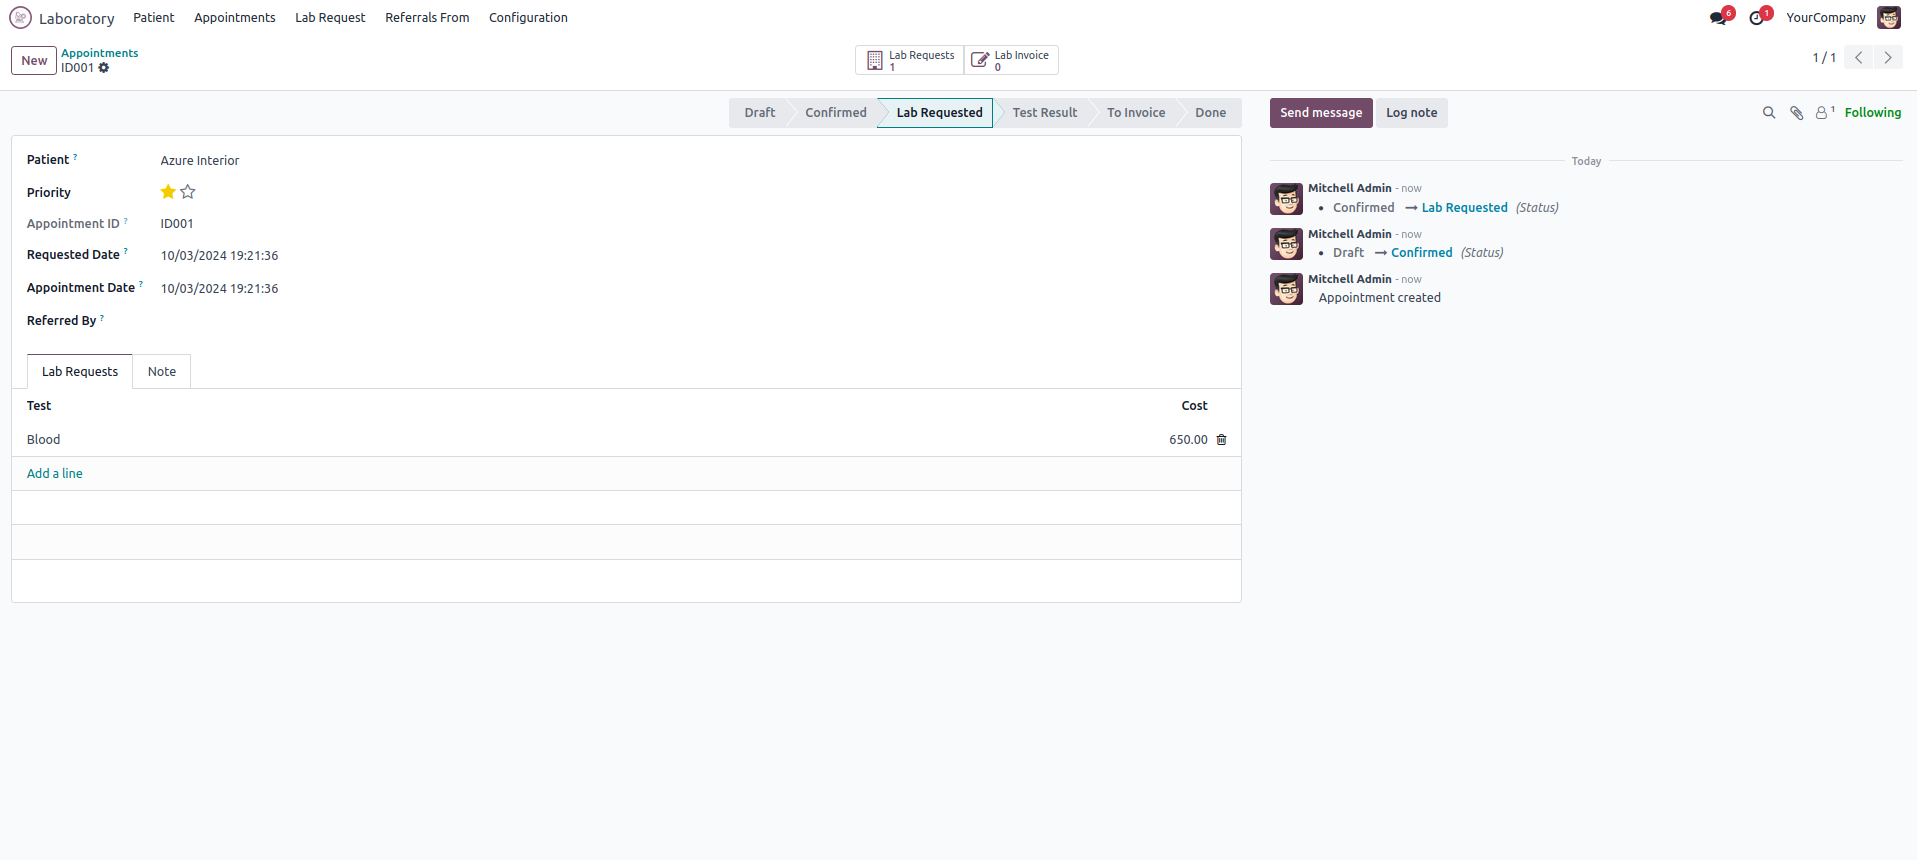 Laboratory Patient Appointments Lab Request Referrals From Configuration 6 1 YourCompany
New Appointments
ID001
Lab Requests
1
Lab Invoice
0
1 / 1
Draft Confirmed Lab Requested Test Result To Invoice Done
Send message Log note 1 Following
Patient ? Azure Interior
Priority
Appointment ID ? ID001
Requested Date ? 10/03/2024 19:21:36
Appointment Date ? 10/03/2024 19:21:36
Referred By ?
Lab Requests Note
Test Cost
Blood 650.00
Add a line
Today
Mitchell Admin - now
• Confirmed → Lab Requested (Status)
Mitchell Admin - now
• Draft → Confirmed (Status)
Mitchell Admin - now
Appointment created